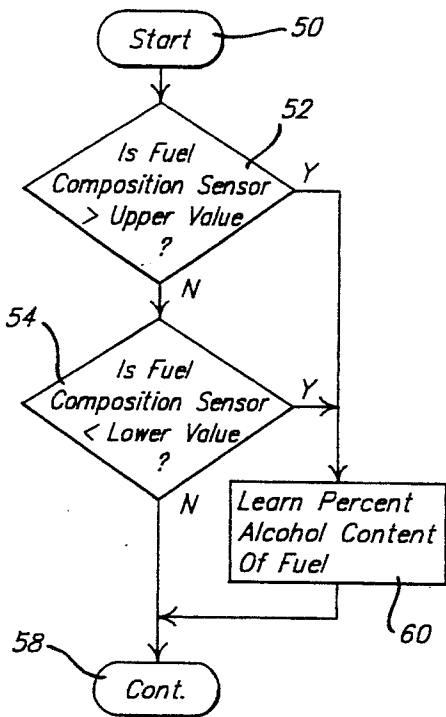 Start
50
52
Is Fuel
Composition Sensor
> Upper Value
?
Y
N
54
Is Fuel
Composition Sensor
< Lower Value
?
Y
N
Learn Percent
Alcohol Content
Of Fuel
60
58
Cont.